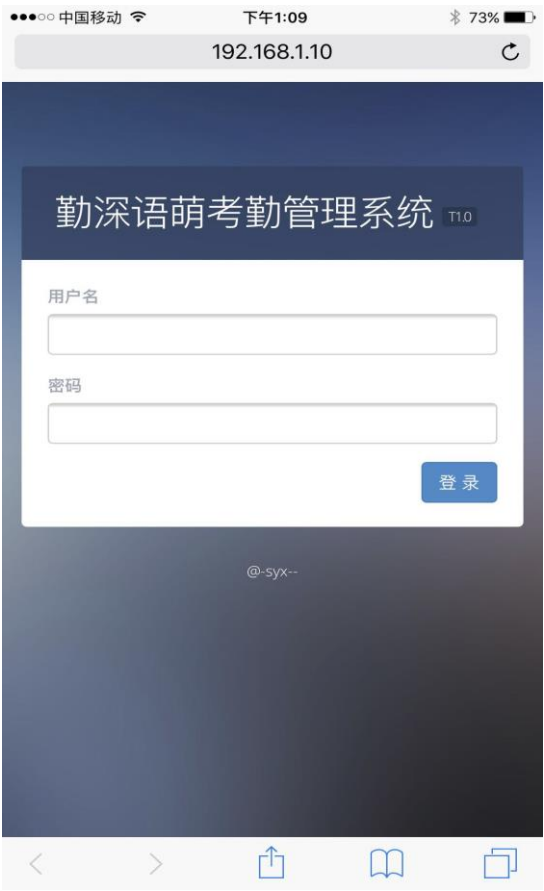 中国移动 下午1:09 73%
192.168.1.10
勤深语萌考勤管理系统 T1.0
用户名
密码
登录
@-syx--